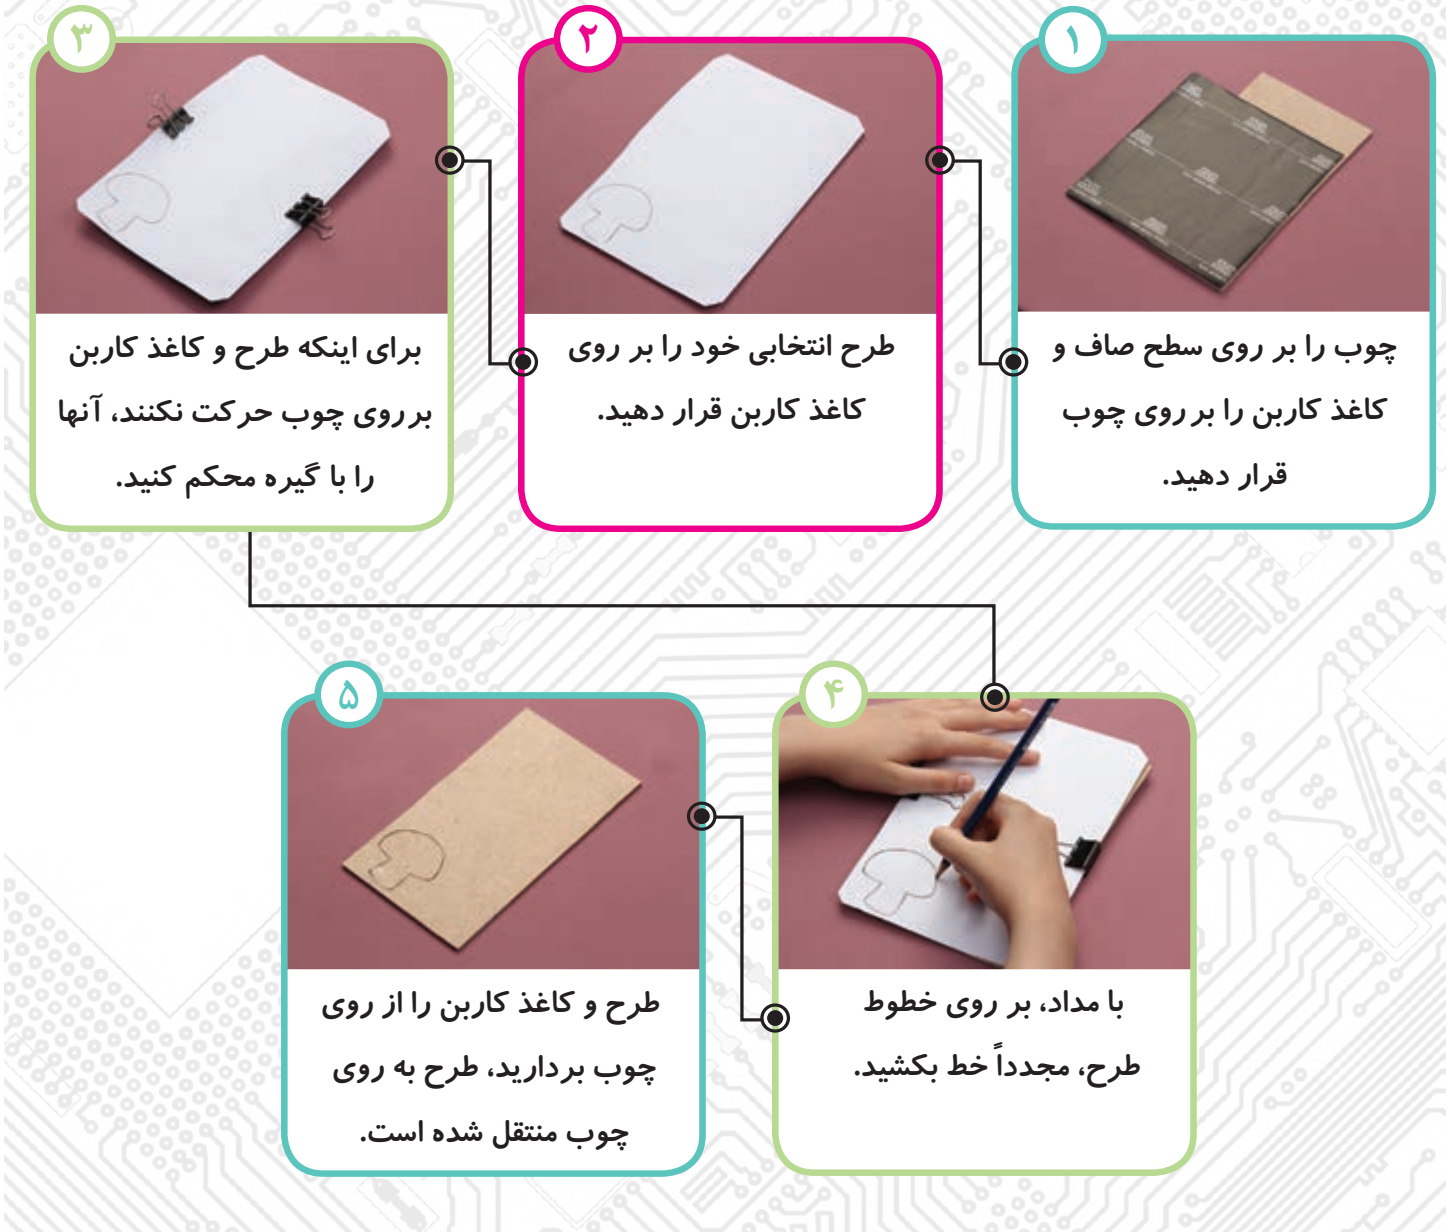 ۱
چوب را بر روی سطح صاف و
کاغذ کاربن را بر روی چوب
قرار دهید.
۲
طرح انتخابی خود را بر روی
کاغذ کاربن قرار دهید.
۳
برای اینکه طرح و کاغذ کاربن
بر روی چوب حرکت نکنند، آنها
را با گیره محکم کنید.
۴
با مداد، بر روی خطوط
طرح، مجدداً خط بکشید.
۵
طرح و کاغذ کاربن را از روی
چوب بردارید، طرح به روی
چوب منتقل شده است.